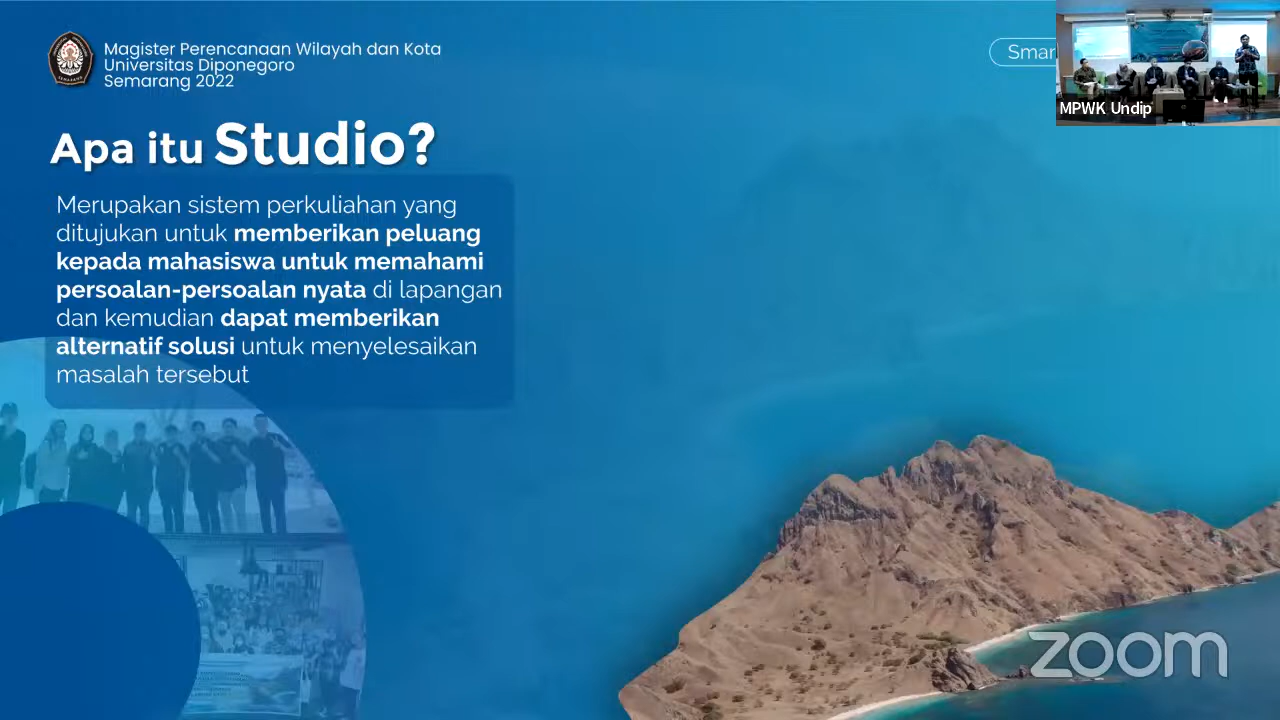 Magister Perencanaan Wilayah dan Kota
Universitas Diponegoro
Semarang 2022
Smar
MPWK Undip
Apa itu Studio?
Merupakan sistem perkuliahan yang
ditujukan untuk memberikan peluang
kepada mahasiswa untuk memahami
persoalan-persoalan nyata di lapangan
dan kemudian dapat memberikan
alternatif solusi untuk menyelesaikan
masalah tersebut
zoom